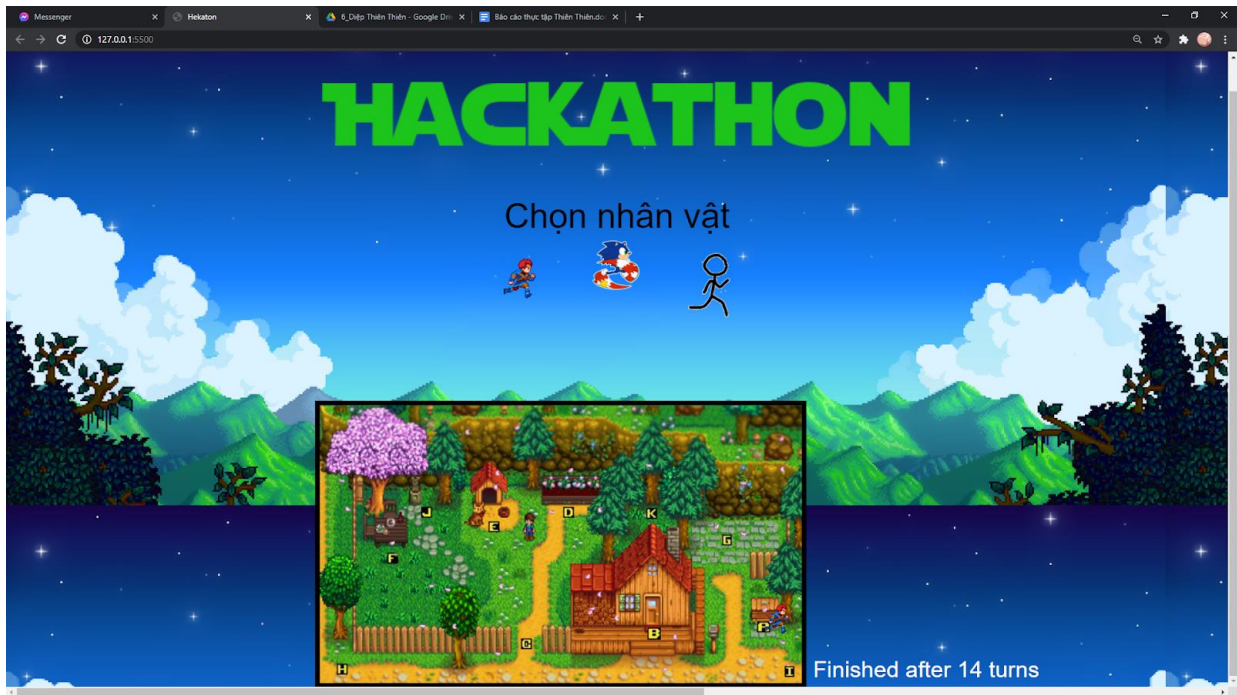 Messenger
Hekaton
6_Diệp Thiên Thiên - Google Dri
Báo cáo thực tập Thiên Thiên.do
127.0.0.1:5500
HACKATHON
Chọn nhân vật
J
E
D
K
G
F
B
H
I
Finished after 14 turns